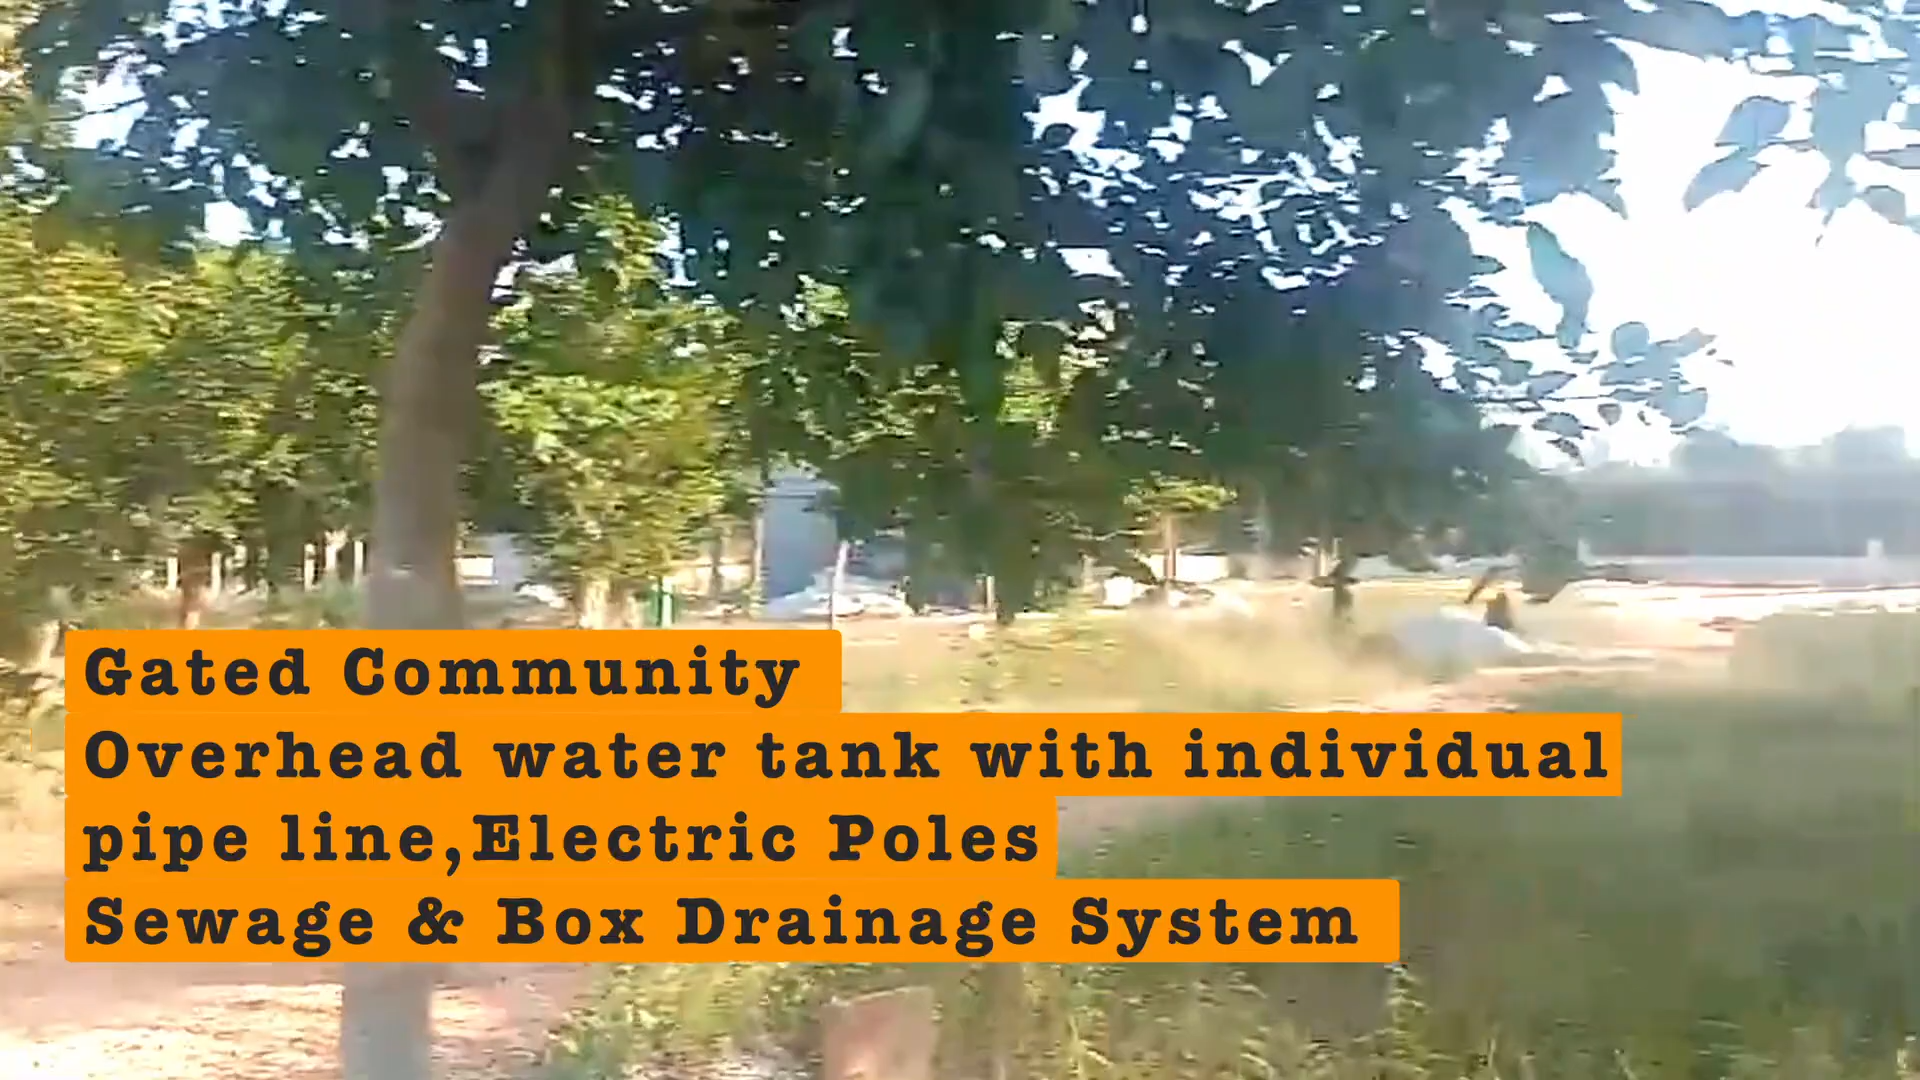 Gated Community
Overhead water tank with individual
pipe line,Electric Poles
Sewage & Box Drainage System